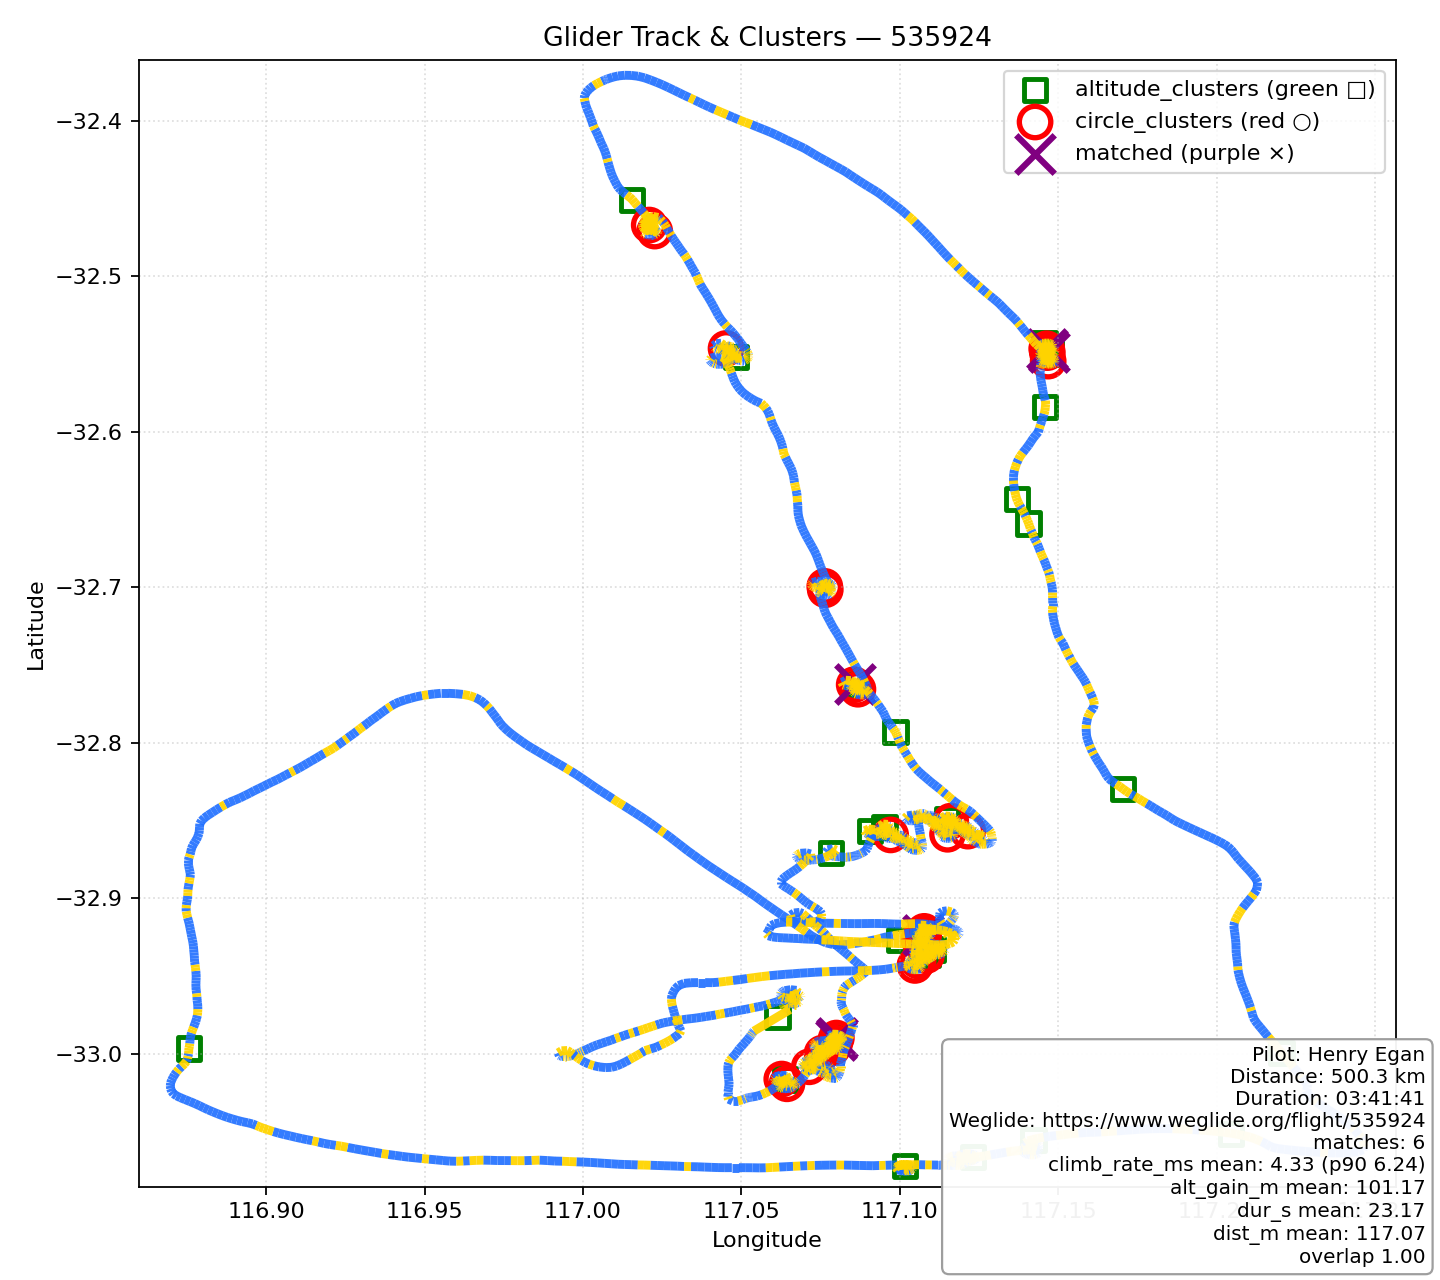 Glider Track & Clusters — 535924
altitude_clusters (green □)
circle_clusters (red ○)
matched (purple ×)
−32.4
−32.5
−32.6
−32.7
−32.8
−32.9
−33.0
Latitude
116.90
116.95
117.00
117.05
117.10
117.15
Longitude
Pilot: Henry Egan
Distance: 500.3 km
Duration: 03:41:41
Weglide: https://www.weglide.org/flight/535924
matches: 6
climb_rate_ms mean: 4.33 (p90 6.24)
alt_gain_m mean: 101.17
dur_s mean: 23.17
dist_m mean: 117.07
overlap 1.00